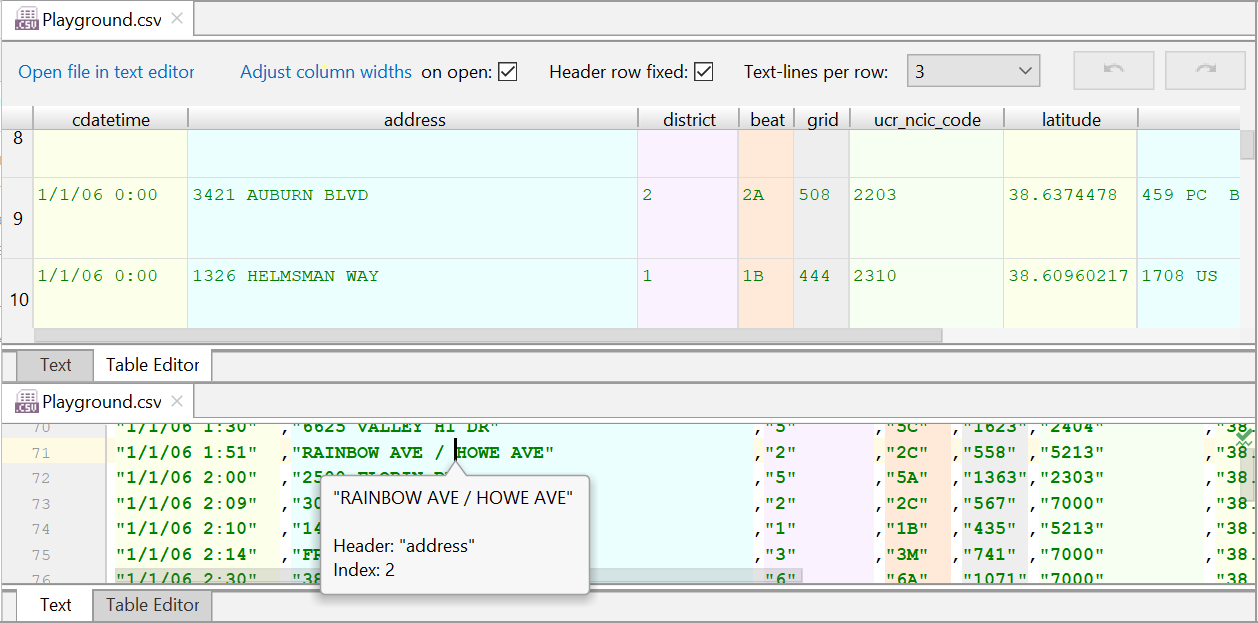 .CSV Playground.csv ×
Open file in text editor Adjust column widths on open: Header row fixed: Text-lines per row: 3
cdatetime address district beat grid ucr_ncic_code latitude
8
9 1/1/06 0:00 3421 AUBURN BLVD 2 2A 508 2203 38.6374478 459 PC B
10 1/1/06 0:00 1326 HELMSMAN WAY 1 1B 444 2310 38.60960217 1708 US
Text Table Editor
.CSV Playground.csv ×
70 "1/1/06 1:30" ,"6625 VALLEY HI DR" ,"5" ,"5C" ,"1623","2404" ,"38.
71 "1/1/06 1:51" ,"RAINBOW AVE / HOWE AVE" ,"2" ,"2C" ,"558" ,"5213" ,"38.
72 "1/1/06 2:00" ,"2500 FLORIN ,"5" ,"5A" ,"1363","2303" ,"38.
73 "1/1/06 2:09" ,"30 ,"2" ,"2C" ,"567" ,"7000" ,"38.
74 "1/1/06 2:10" ,"14 ,"1" ,"1B" ,"435" ,"5213" ,"38.
75 "1/1/06 2:14" ,"FR ,"3" ,"3M" ,"741" ,"7000" ,"38.
76 "1/1/06 2:30" ,"38 ,"6" ,"6A" ,"1071","7000" ,"38.
"RAINBOW AVE / HOWE AVE"
Header: "address"
Index: 2
Text Table Editor